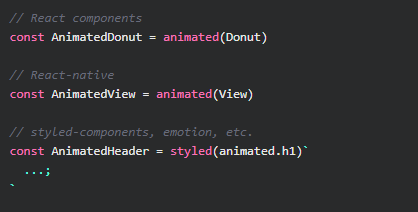 // React components
const AnimatedDonut = animated(Donut)
// React-native
const AnimatedView = animated(View)
// styled-components, emotion, etc.
const AnimatedHeader = styled(animated.h1)`
  ...;
`